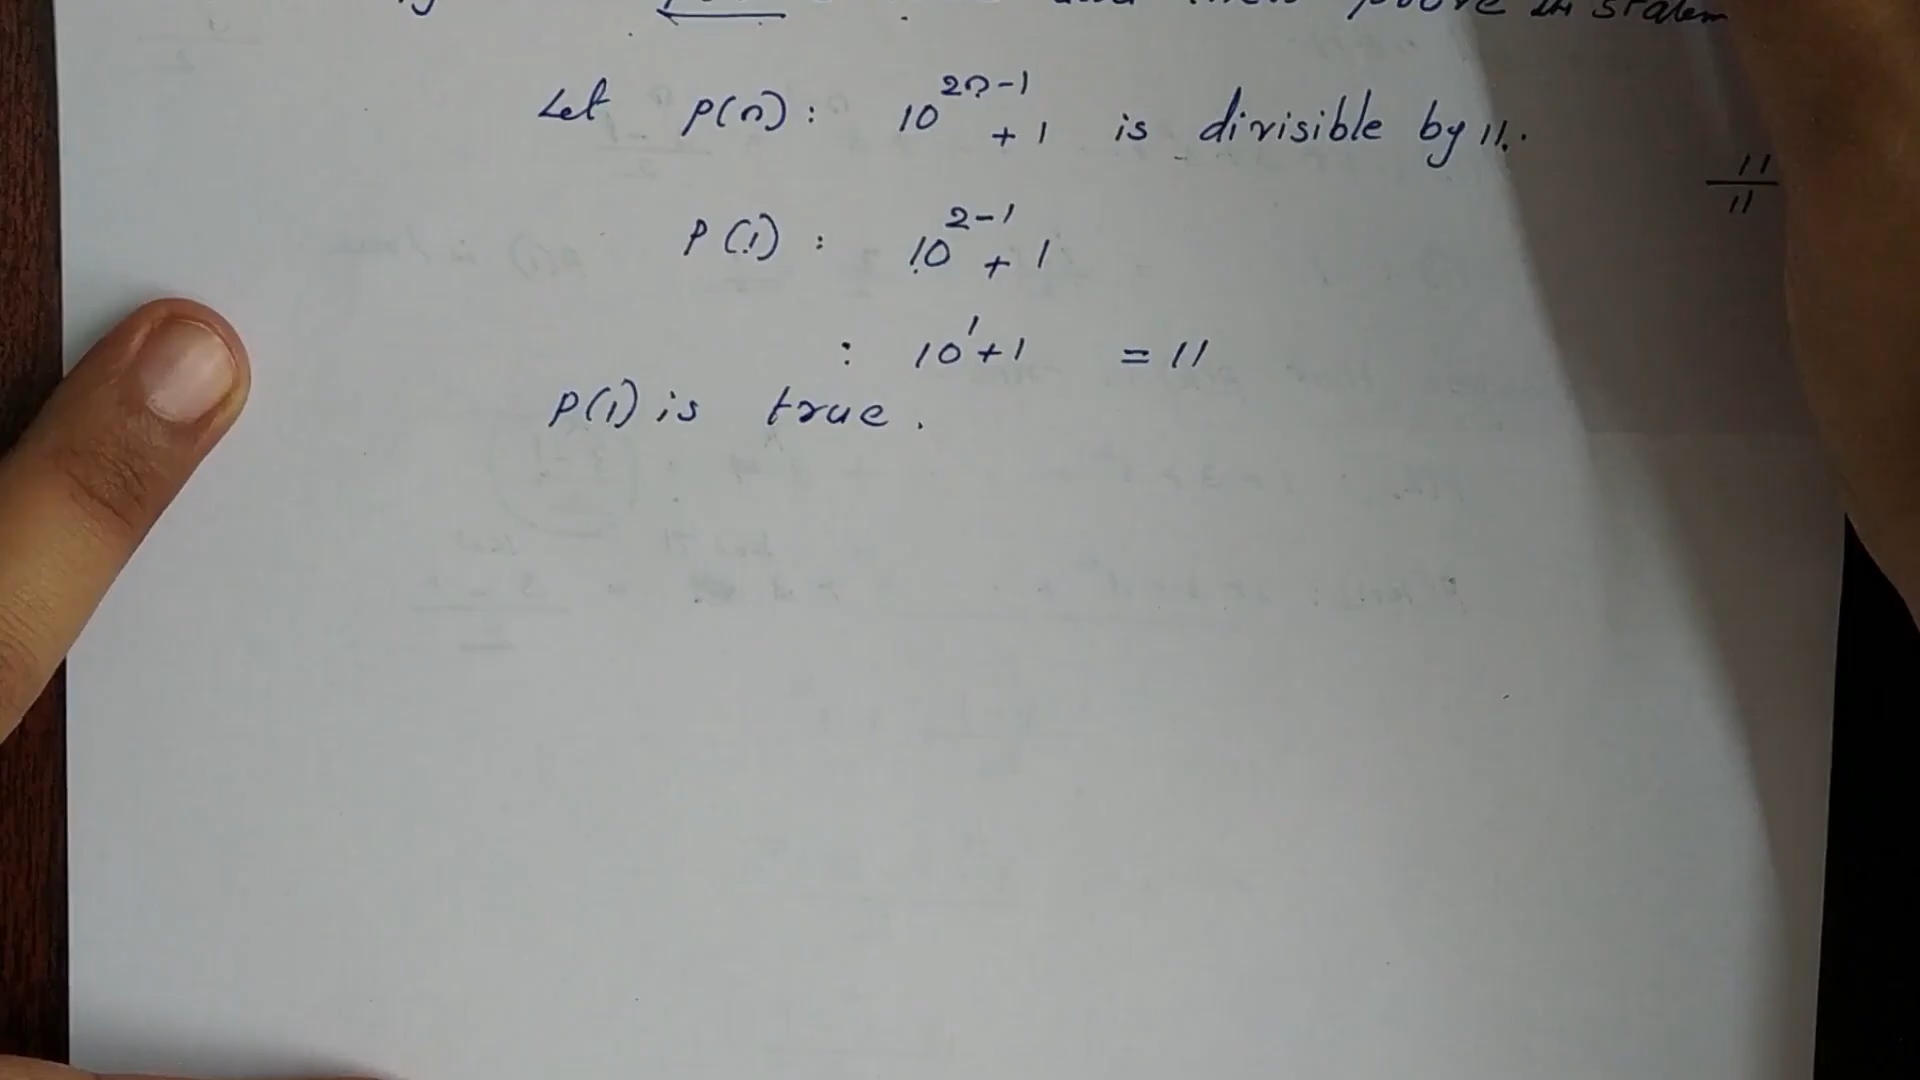 Let P(n): 10^{2n-1} + 1 is divisible by 11.
11/11
P(1) : 10^{2-1} + 1
: 10^1 + 1 = 11
P(1) is true.